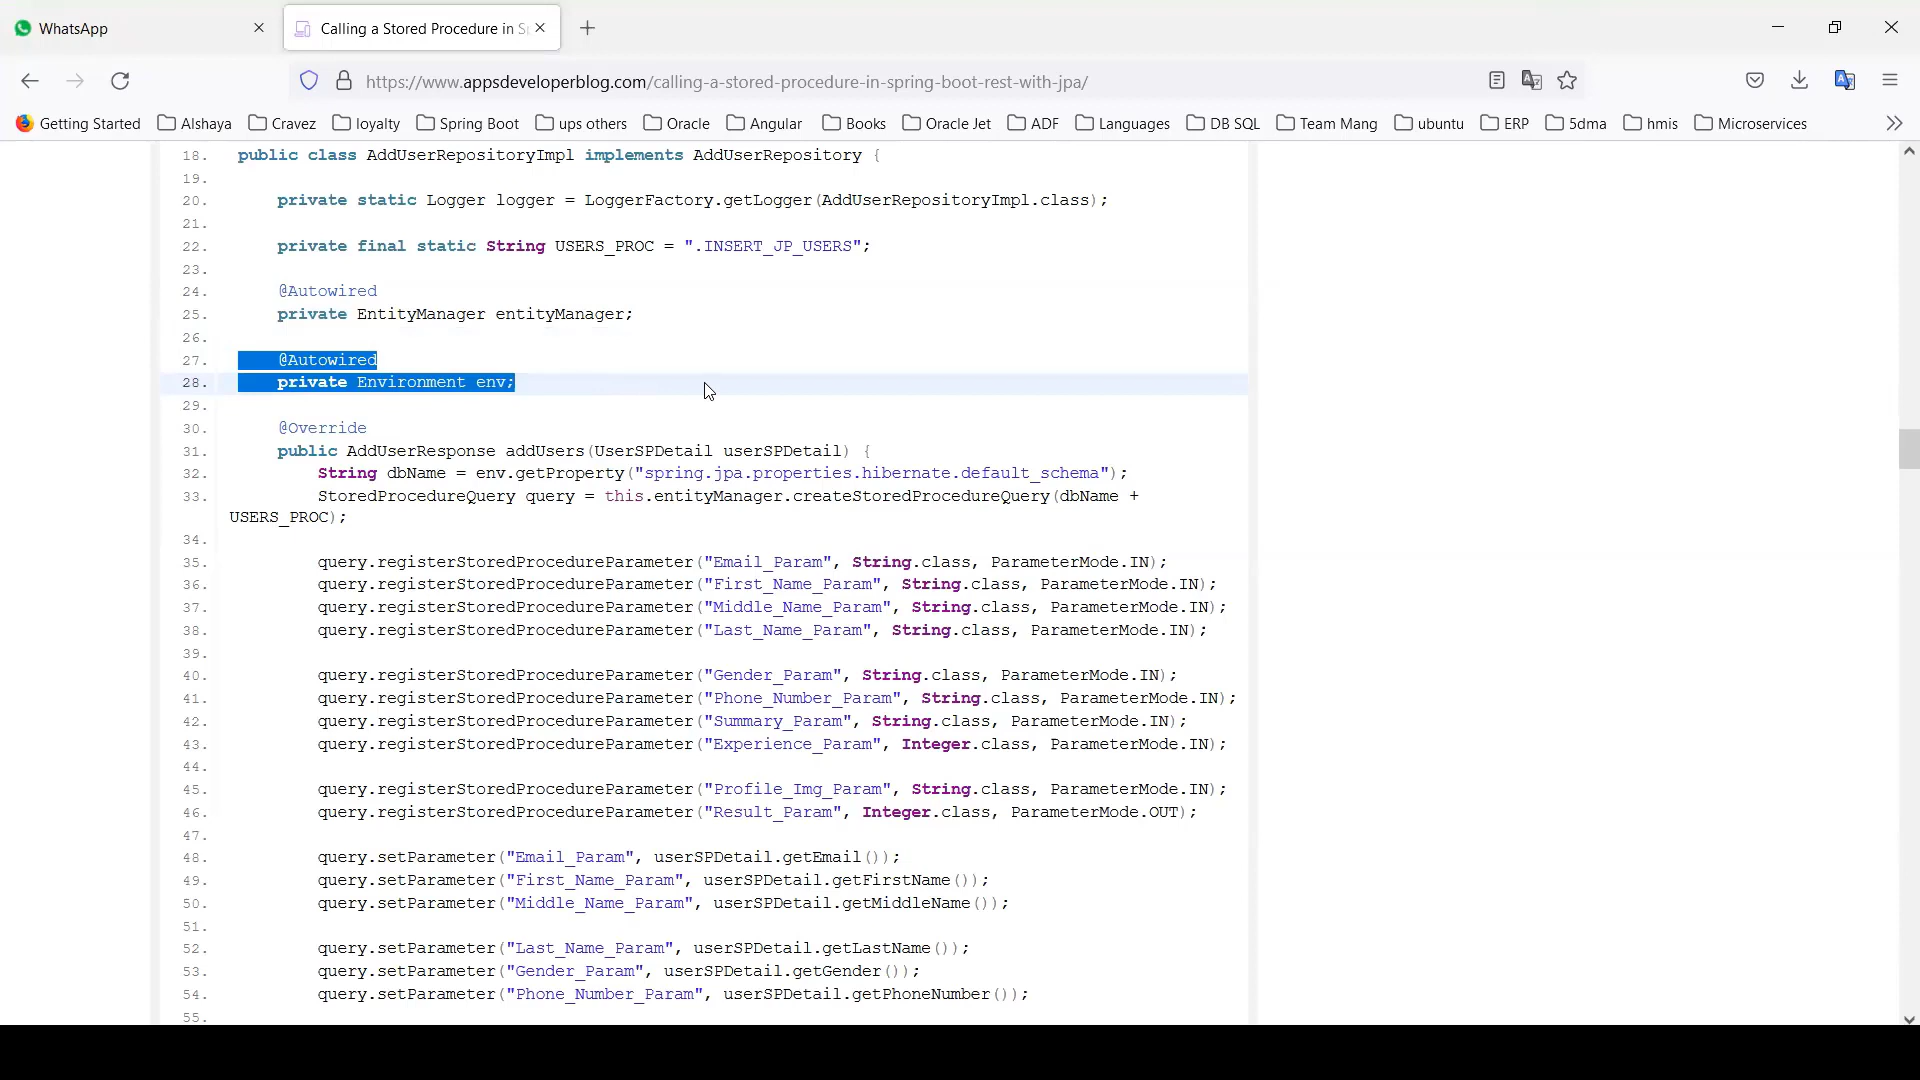 WhatsApp
Calling a Stored Procedure in S
https://www.appsdeveloperblog.com/calling-a-stored-procedure-in-spring-boot-rest-with-jpa/
Getting Started Alshaya Cravez loyalty Spring Boot ups others Oracle Angular Books Oracle Jet ADF Languages DB SQL Team Mang ubuntu ERP 5dma hmis Microservices
18. public class AddUserRepositoryImpl implements AddUserRepository {
19.
20. private static Logger logger = LoggerFactory.getLogger(AddUserRepositoryImpl.class);
21.
22. private final static String USERS_PROC = ".INSERT_JP_USERS";
23.
24. @Autowired
25. private EntityManager entityManager;
26.
27. @Autowired
28. private Environment env;
29.
30. @Override
31. public AddUserResponse addUsers(UserSPDetail userSPDetail) {
32. String dbName = env.getProperty("spring.jpa.properties.hibernate.default_schema");
33. StoredProcedureQuery query = this.entityManager.createStoredProcedureQuery(dbName +
USERS_PROC);
34.
35. query.registerStoredProcedureParameter("Email_Param", String.class, ParameterMode.IN);
36. query.registerStoredProcedureParameter("First_Name_Param", String.class, ParameterMode.IN);
37. query.registerStoredProcedureParameter("Middle_Name_Param", String.class, ParameterMode.IN);
38. query.registerStoredProcedureParameter("Last_Name_Param", String.class, ParameterMode.IN);
39.
40. query.registerStoredProcedureParameter("Gender_Param", String.class, ParameterMode.IN);
41. query.registerStoredProcedureParameter("Phone_Number_Param", String.class, ParameterMode.IN);
42. query.registerStoredProcedureParameter("Summary_Param", String.class, ParameterMode.IN);
43. query.registerStoredProcedureParameter("Experience_Param", Integer.class, ParameterMode.IN);
44.
45. query.registerStoredProcedureParameter("Profile_Img_Param", String.class, ParameterMode.IN);
46. query.registerStoredProcedureParameter("Result_Param", Integer.class, ParameterMode.OUT);
47.
48. query.setParameter("Email_Param", userSPDetail.getEmail());
49. query.setParameter("First_Name_Param", userSPDetail.getFirstName());
50. query.setParameter("Middle_Name_Param", userSPDetail.getMiddleName());
51.
52. query.setParameter("Last_Name_Param", userSPDetail.getLastName());
53. query.setParameter("Gender_Param", userSPDetail.getGender());
54. query.setParameter("Phone_Number_Param", userSPDetail.getPhoneNumber());
55.